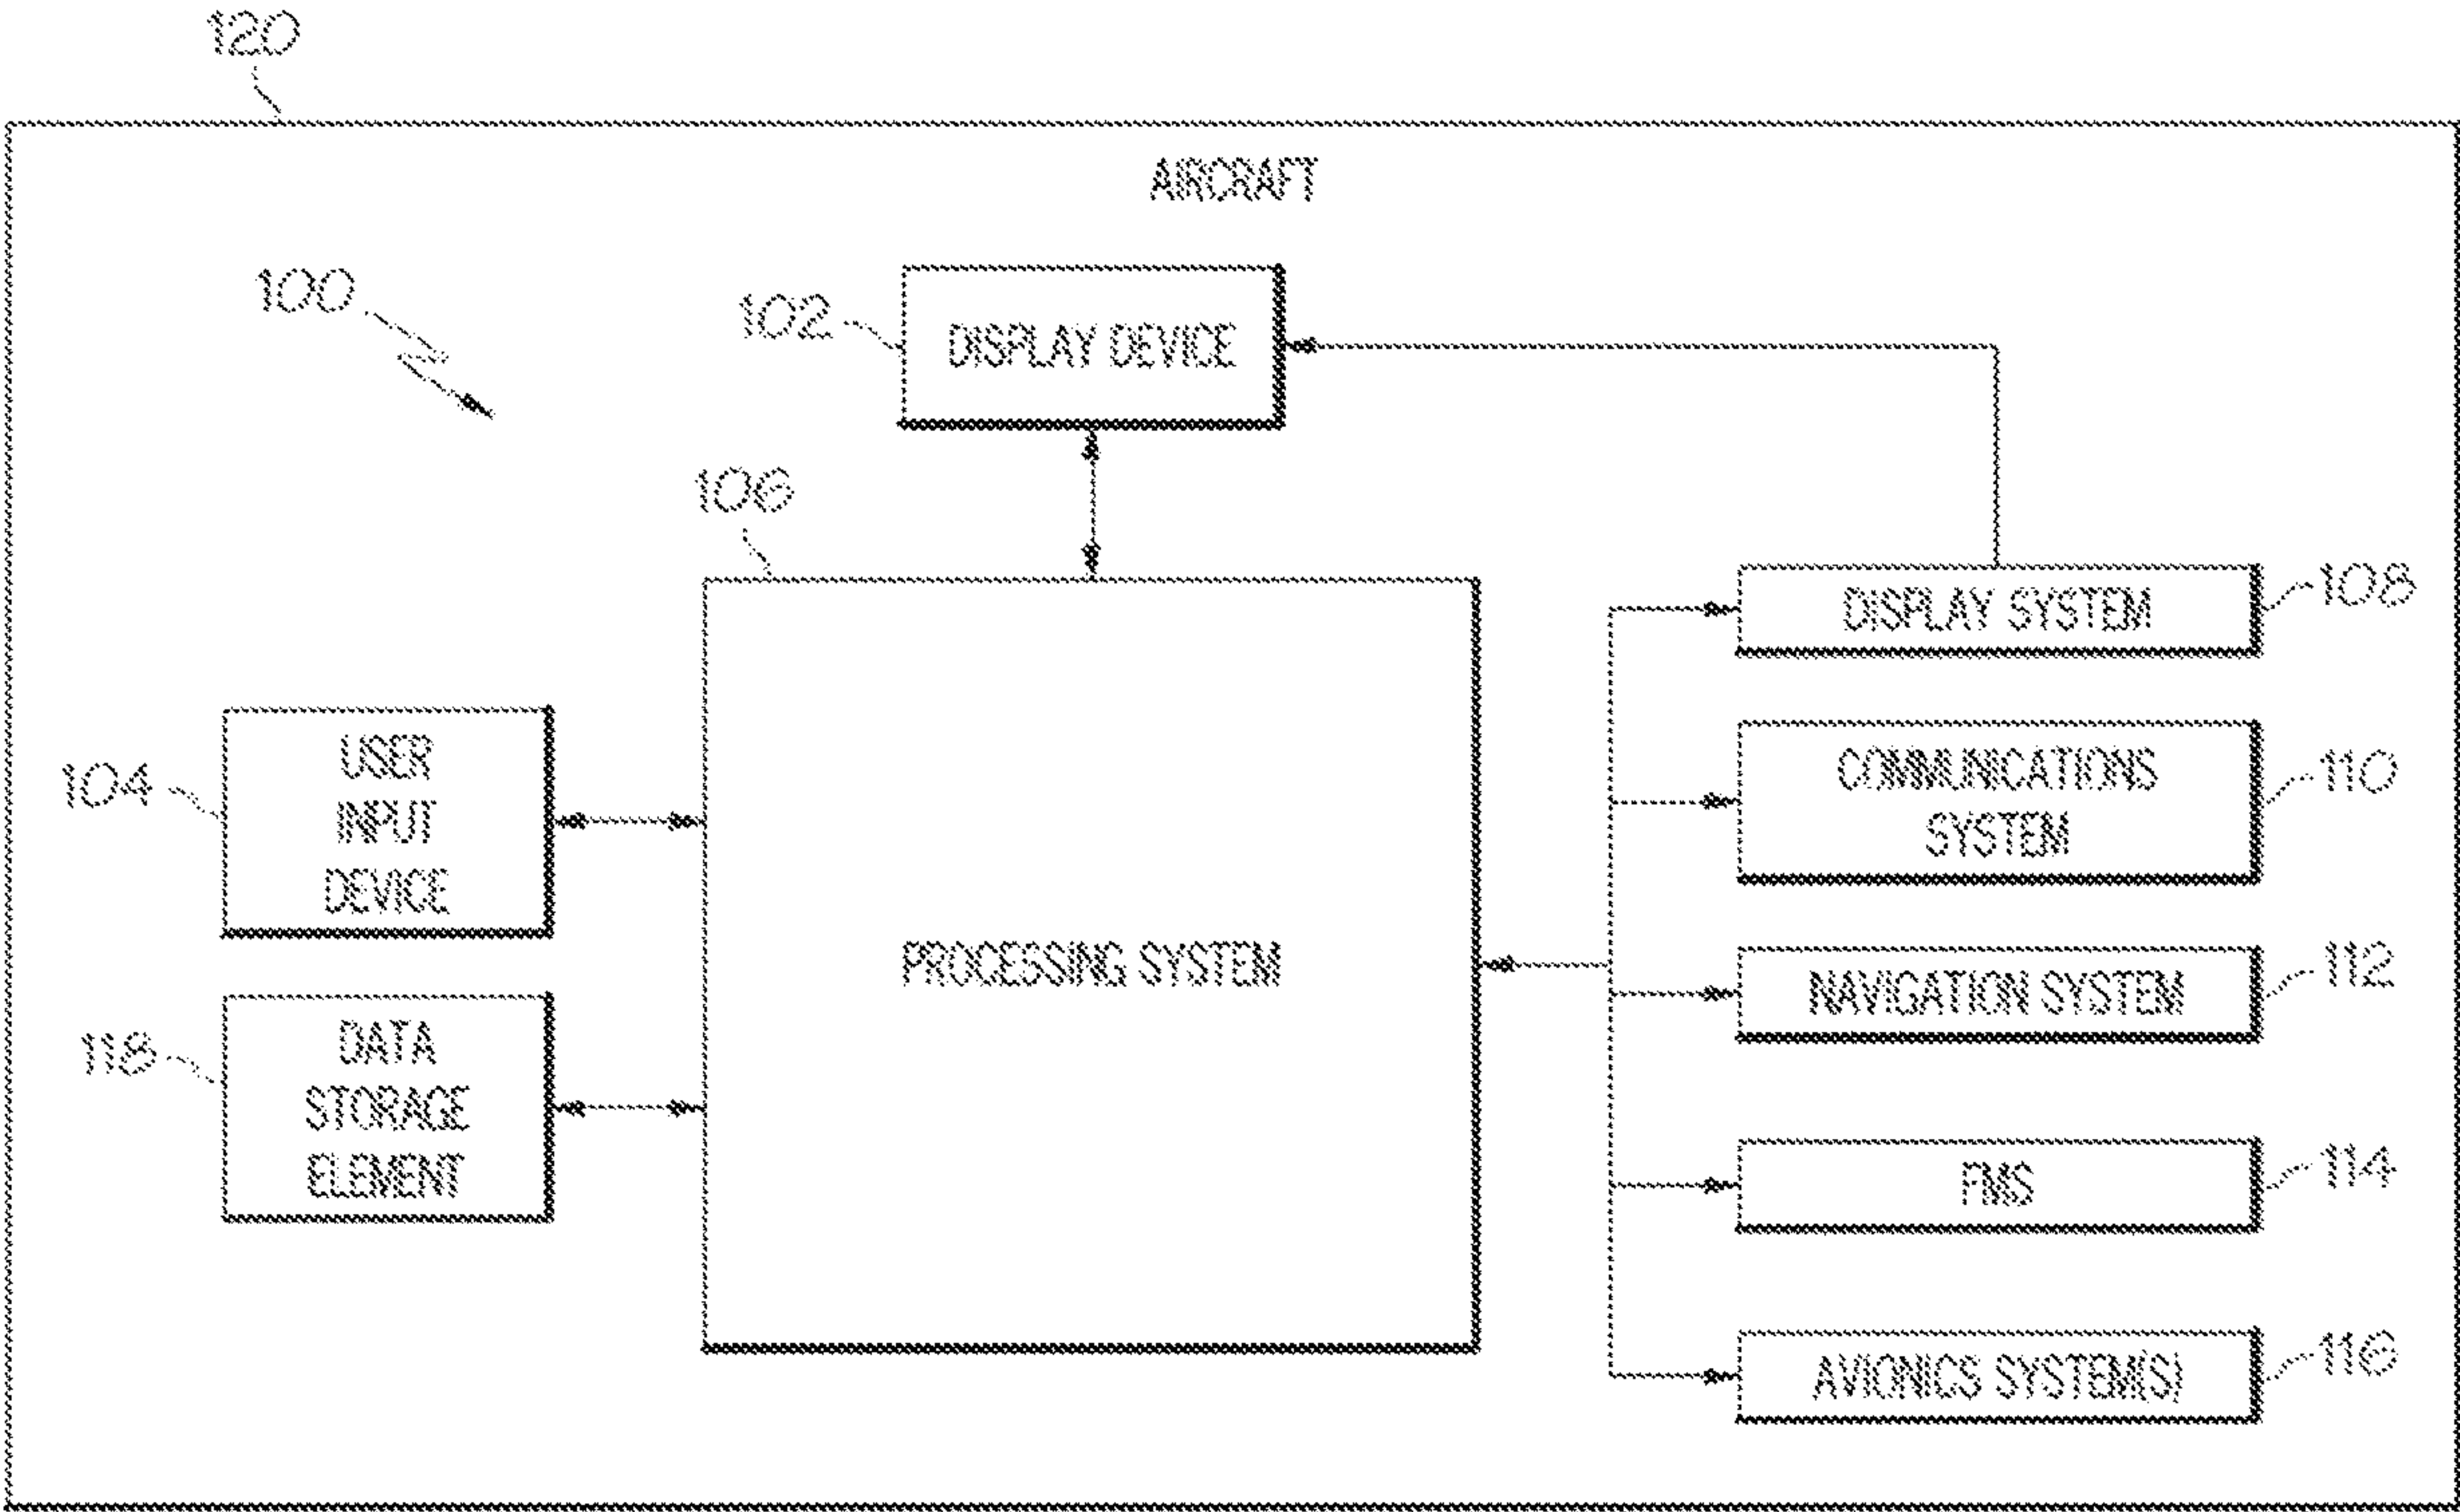 120
AIRCRAFT
100
102
DISPLAY DEVICE
106
108
DISPLAY SYSTEM
104
USER
INPUT
DEVICE
110
COMMUNICATIONS
SYSTEM
PROCESSING SYSTEM
112
NAVIGATION SYSTEM
118
DATA
STORAGE
ELEMENT
114
FMS
116
AVIONICS SYSTEM(S)